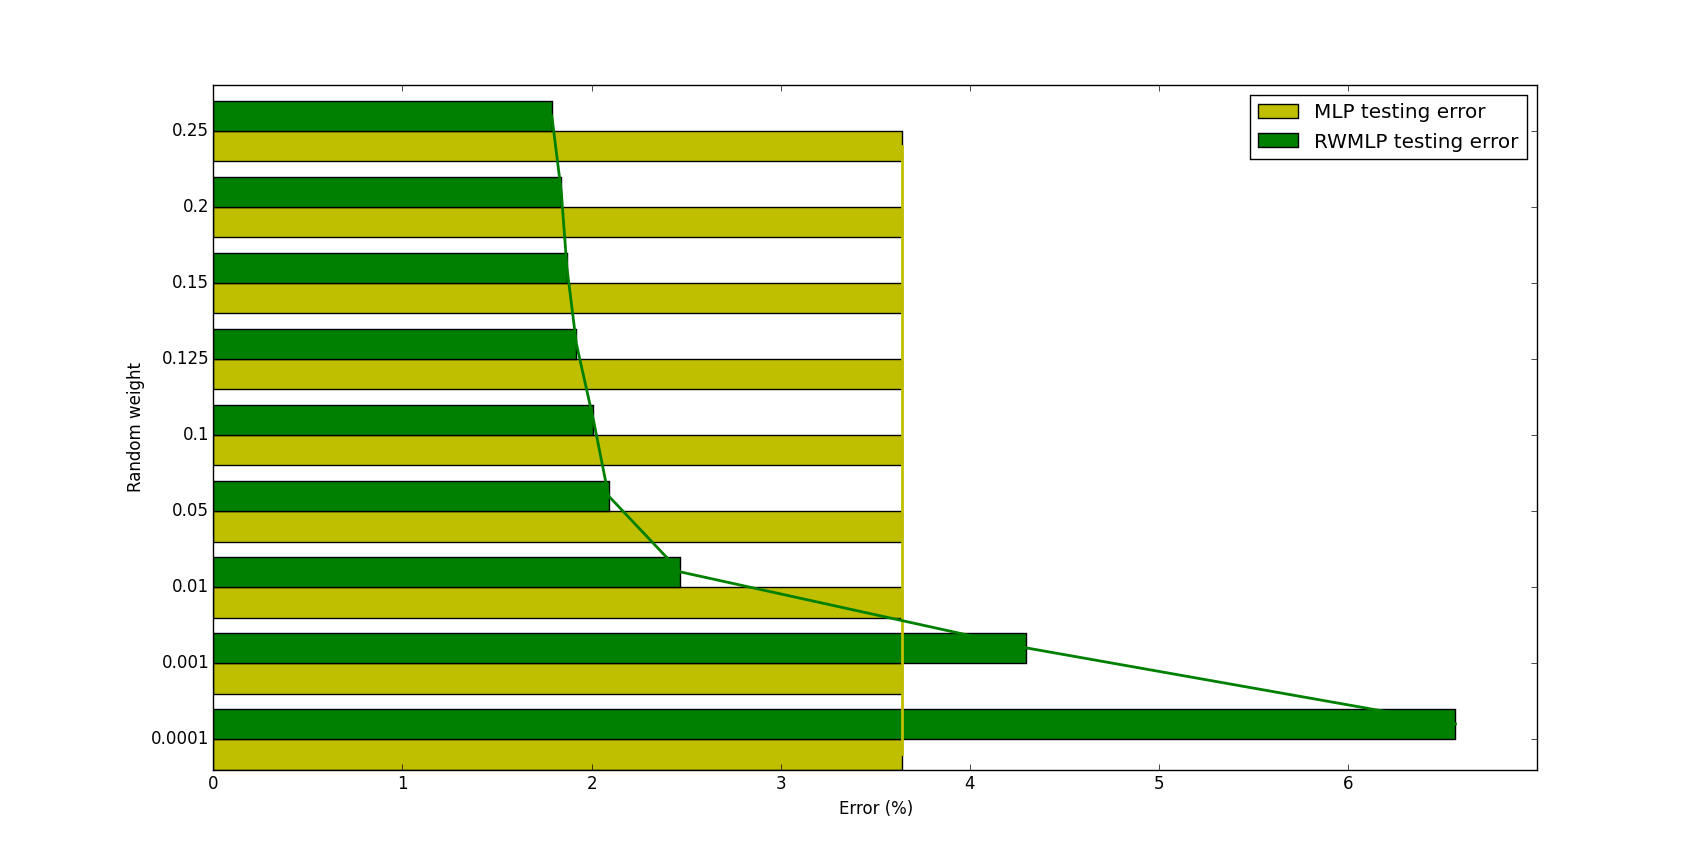 MLP testing error
RWMLP testing error
Random weight
0.25
0.2
0.15
0.125
0.1
0.05
0.01
0.001
0.0001
0 1 2 3 4 5 6
Error (%)